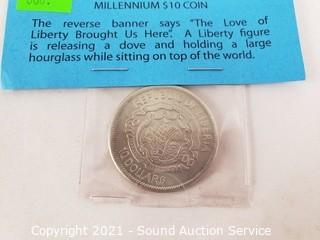 MILLENNIUM $10 COIN
The reverse banner says "The Love of
Liberty Brought Us Here". A Liberty figure
is releasing a dove and holding a large
hourglass while sitting on top of the world.
REPUBLIC OF LIBERIA
10 DOLLARS
Copyright 2021 - Sound Auction Service